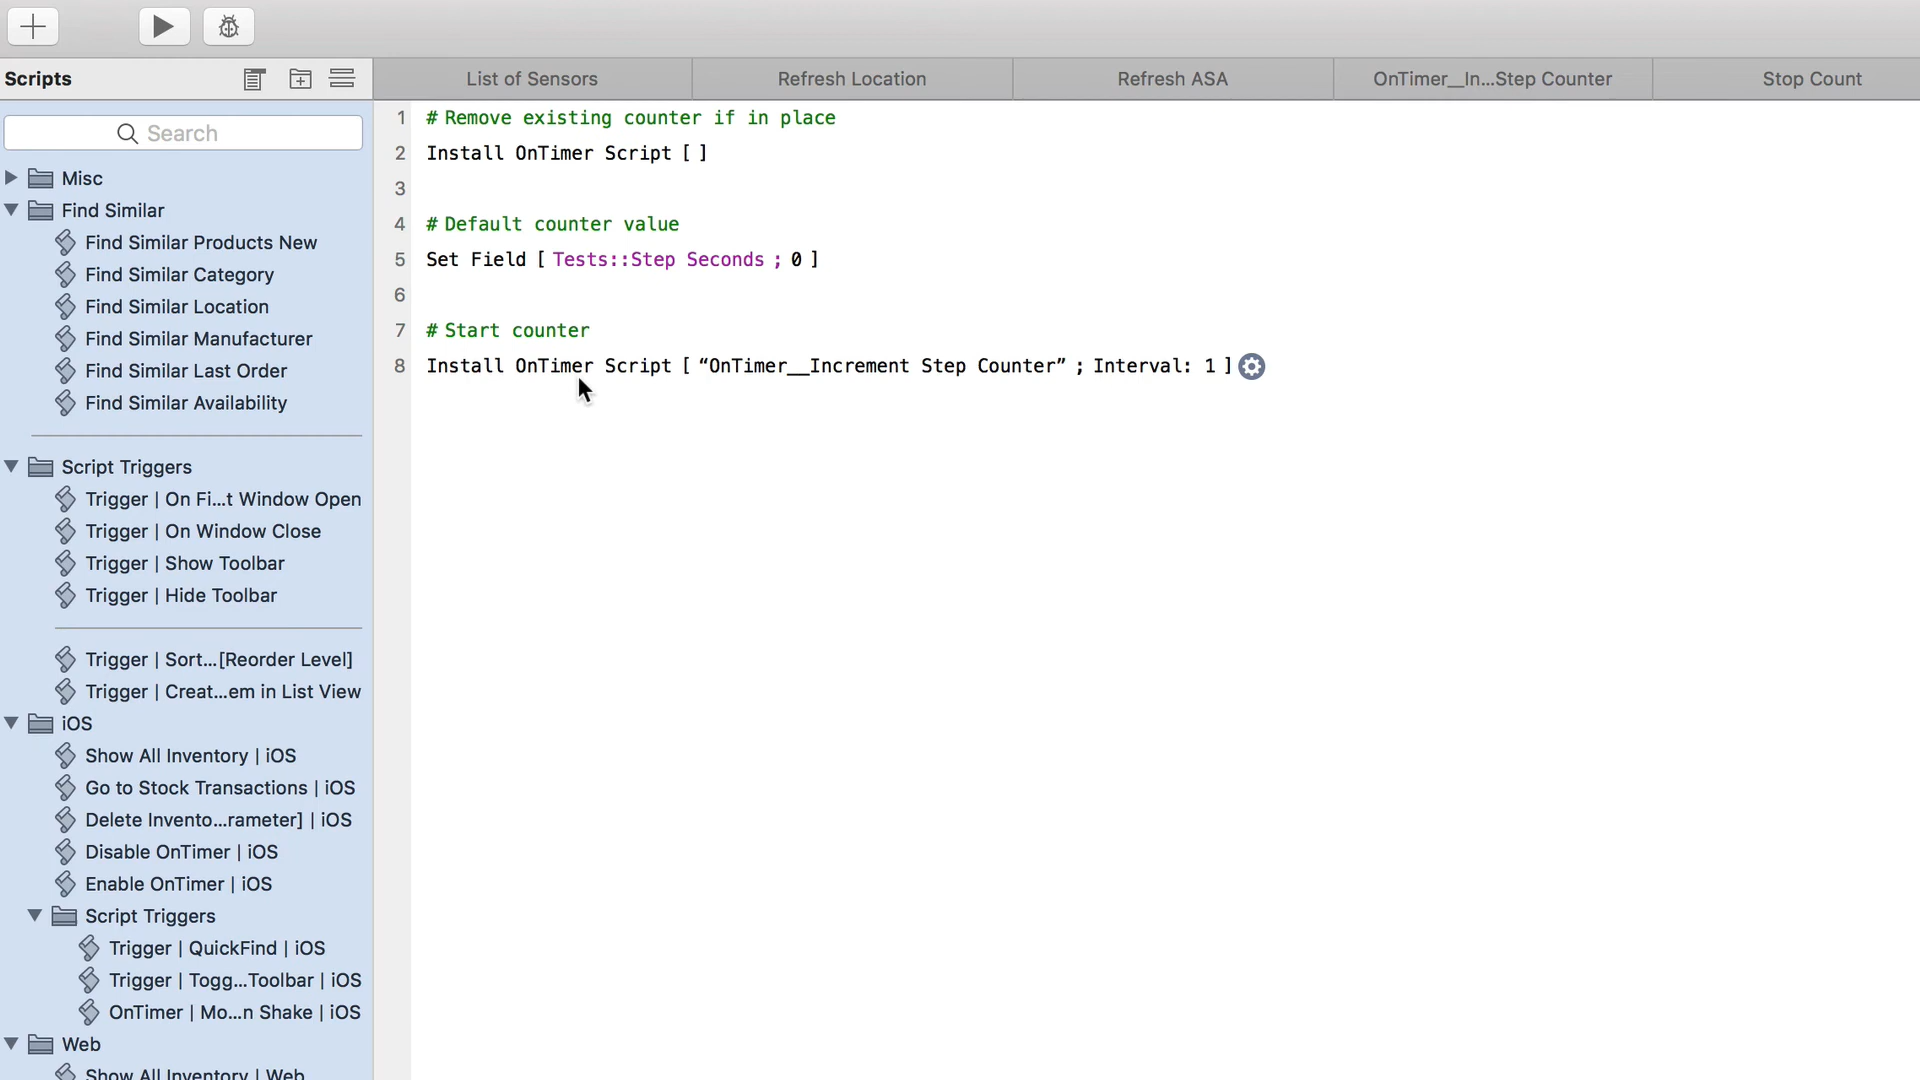 Scripts
List of Sensors
Refresh Location
Refresh ASA
OnTimer__In...Step Counter
Stop Count
Search
Misc
Find Similar
Find Similar Products New
Find Similar Category
Find Similar Location
Find Similar Manufacturer
Find Similar Last Order
Find Similar Availability
Script Triggers
Trigger | On Fi...t Window Open
Trigger | On Window Close
Trigger | Show Toolbar
Trigger | Hide Toolbar
Trigger | Sort...[Reorder Level]
Trigger | Creat...em in List View
iOS
Show All Inventory | iOS
Go to Stock Transactions | iOS
Delete Invento...rameter] | iOS
Disable OnTimer | iOS
Enable OnTimer | iOS
Script Triggers
Trigger | QuickFind | iOS
Trigger | Togg...Toolbar | iOS
OnTimer | Mo...n Shake | iOS
Web
Show All Inventory | Web
1 # Remove existing counter if in place
2 Install OnTimer Script [ ]
3
4 # Default counter value
5 Set Field [ Tests::Step Seconds ; 0 ]
6
7 # Start counter
8 Install OnTimer Script [ “OnTimer__Increment Step Counter” ; Interval: 1 ]